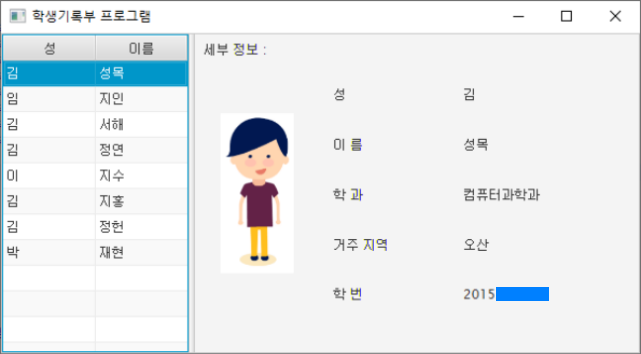 학생기록부 프로그램
성 이름
김 성목
임 지인
김 서해
김 정연
이 지수
김 지홍
김 정헌
박 재현
세부 정보 :
성 김
이 름 성목
학 과 컴퓨터과학과
거주 지역 오산
학 번 2015